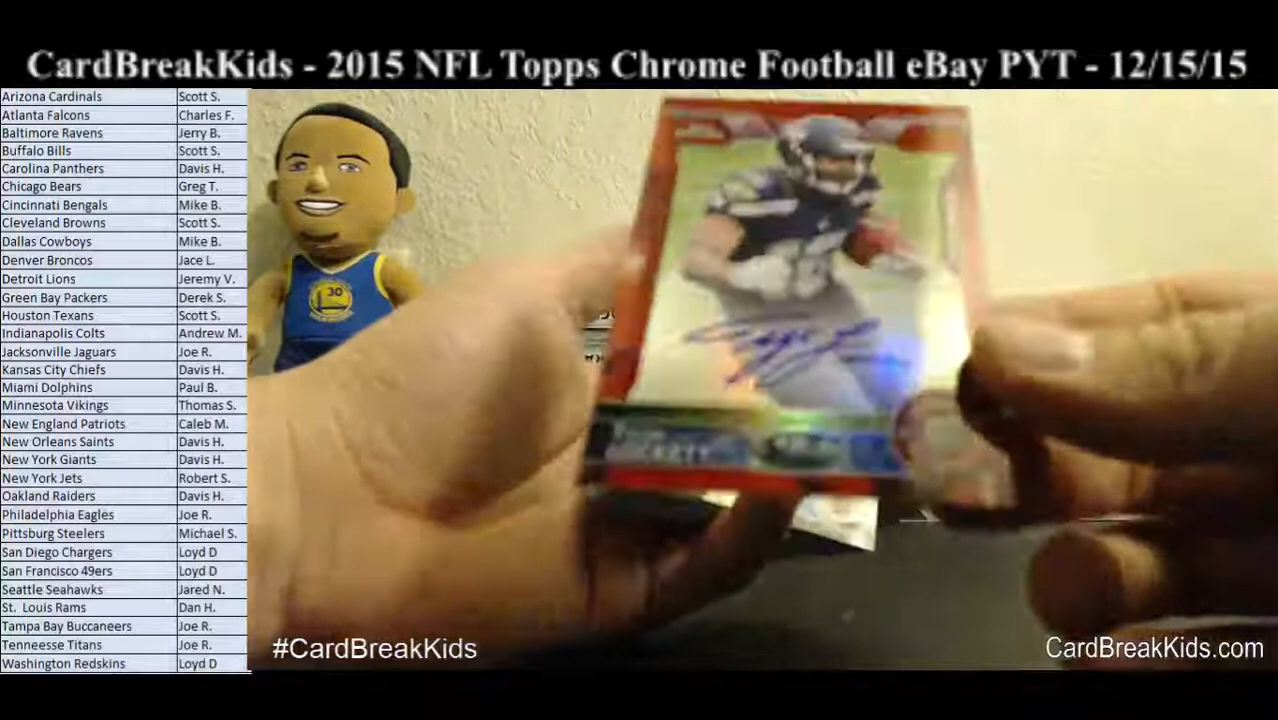 CardBreakKids - 2015 NFL Topps Chrome Football eBay PYT - 12/15/15
Arizona Cardinals Scott S.
Atlanta Falcons Charles F.
Baltimore Ravens Jerry B.
Buffalo Bills Scott S.
Carolina Panthers Davis H.
Chicago Bears Greg T.
Cincinnati Bengals Mike B.
Cleveland Browns Scott S.
Dallas Cowboys Mike B.
Denver Broncos Jace L.
Detroit Lions Jeremy V.
Green Bay Packers Derek S.
Houston Texans Scott S.
Indianapolis Colts Andrew M.
Jacksonville Jaguars Joe R.
Kansas City Chiefs Davis H.
Miami Dolphins Paul B.
Minnesota Vikings Thomas S.
New England Patriots Caleb M.
New Orleans Saints Davis H.
New York Giants Davis H.
New York Jets Robert S.
Oakland Raiders Davis H.
Philadelphia Eagles Joe R.
Pittsburg Steelers Michael S.
San Diego Chargers Loyd D
San Francisco 49ers Loyd D
Seattle Seahawks Jared N.
St. Louis Rams Dan H.
Tampa Bay Buccaneers Joe R.
Tenneesse Titans Joe R.
Washington Redskins Loyd D
30
#CardBreakKids
CardBreakKids.com